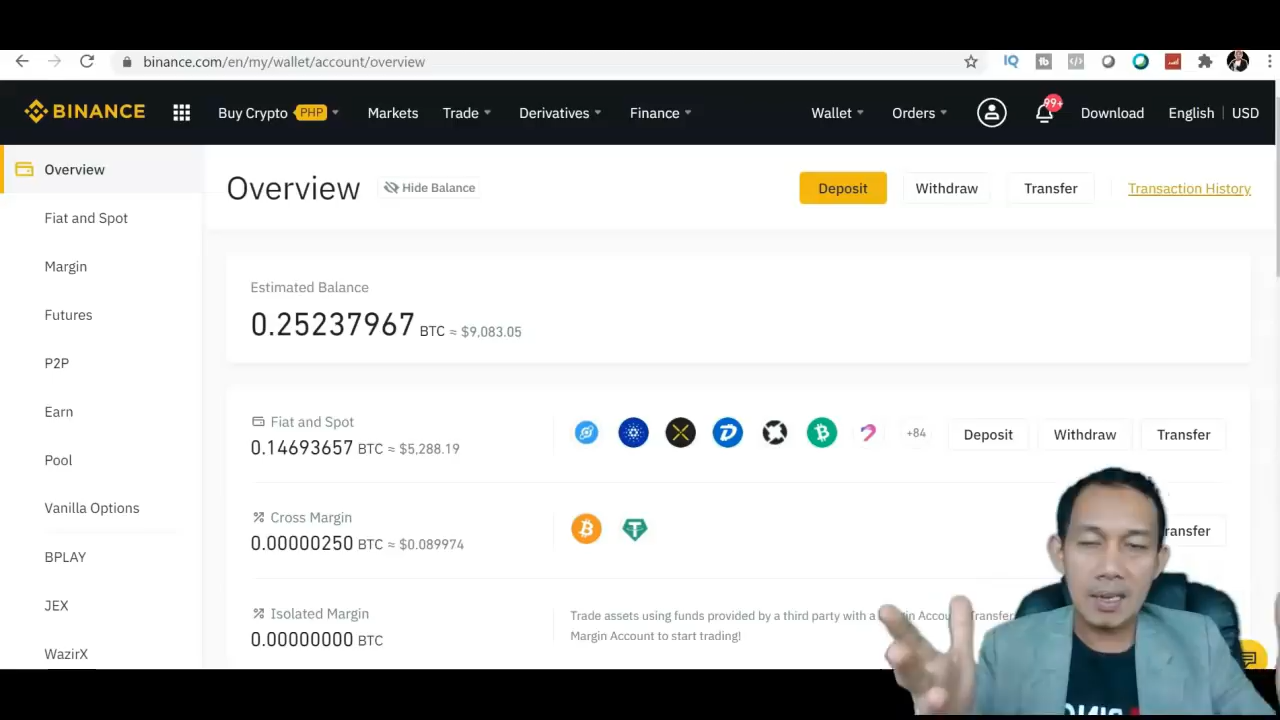 binance.com/en/my/wallet/account/overview
BINANCE Buy Crypto PHP Markets Trade Derivatives Finance Wallet Orders 99+ Download English | USD
Overview
Fiat and Spot
Margin
Futures
P2P
Earn
Pool
Vanilla Options
BPLAY
JEX
WazirX
Overview Hide Balance Deposit Withdraw Transfer Transaction History
Estimated Balance
0.25237967 BTC ≈ $9,083.05
Fiat and Spot
0.14693657 BTC ≈ $5,288.19
+84 Deposit Withdraw Transfer
Cross Margin
0.00000250 BTC ≈ $0.089974
Isolated Margin
0.00000000 BTC
Trade assets using funds provided by a third party with a
Margin Account to start trading!